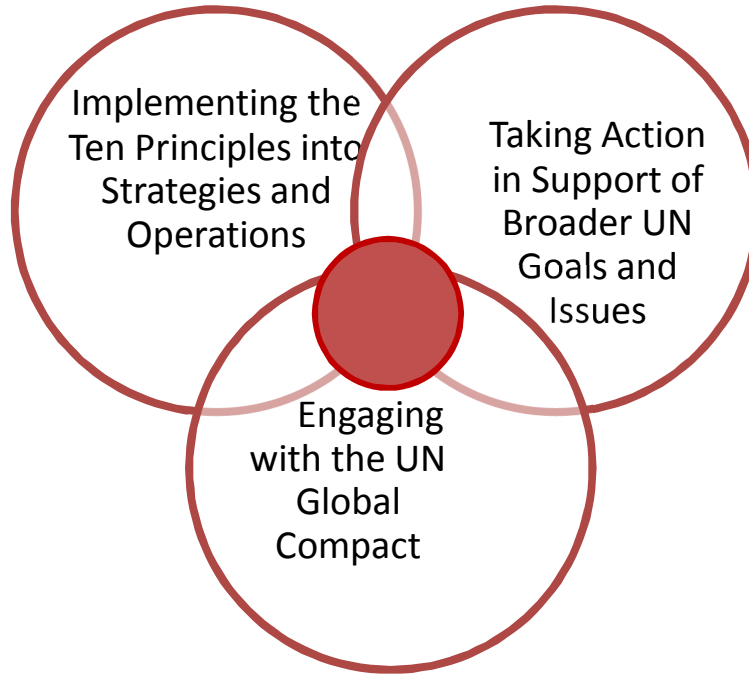 Implementing the
Ten Principles into
Strategies and
Operations
Taking Action
in Support of
Broader UN
Goals and
Issues
Engaging
with the UN
Global
Compact